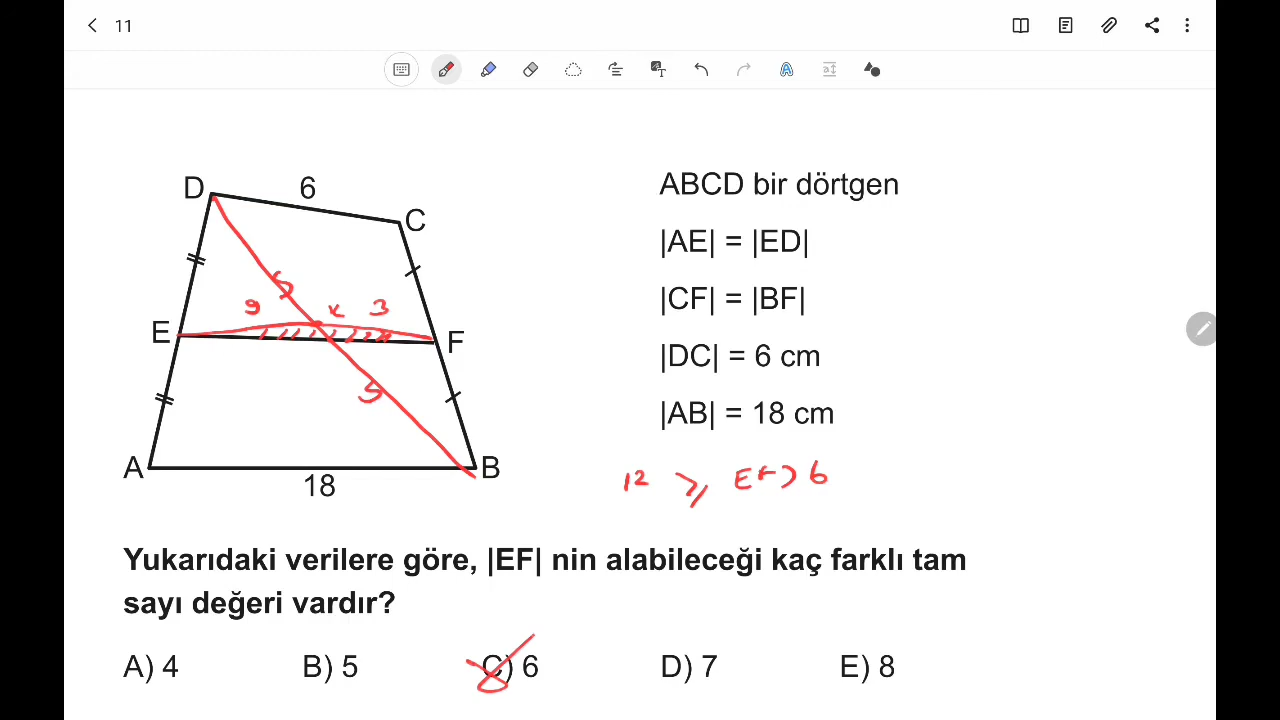 11
D 6 C
ABCD bir dörtgen
|AE| = |ED|
9 x 3
|CF| = |BF|
E F
|DC| = 6 cm
|AB| = 18 cm
A 18 B
12 ⩾ EF > 6
Yukarıdaki verilere göre, |EF| nin alabileceği kaç farklı tam
sayı değeri vardır?
A) 4 B) 5 C) 6 D) 7 E) 8